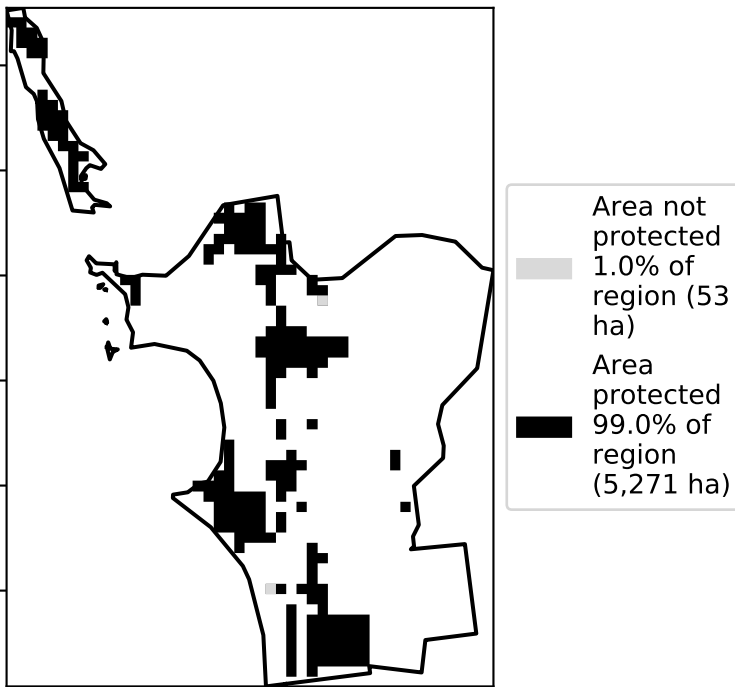 Area not
protected
1.0% of
region (53
ha)
Area
protected
99.0% of
region
(5,271 ha)